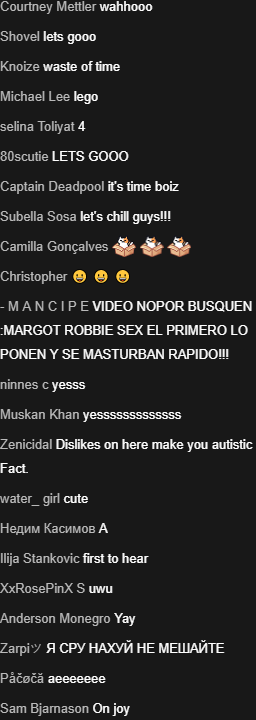 Courtney Mettler wahhooo
Shovel lets gooo
Knoize waste of time
Michael Lee lego
selina Toliyat 4
80scutie LETS GOOO
Captain Deadpool it's time boiz
Subella Sosa let's chill guys!!!
Camilla Gonçalves
Christopher 😀 😀 😀
- M A N C I P E VIDEO NOPOR BUSQUEN
:MARGOT ROBBIE SEX EL PRIMERO LO
PONEN Y SE MASTURBAN RAPIDO!!!
ninnes c yesss
Muskan Khan yesssssssssssss
Zenicidal Dislikes on here make you autistic
Fact.
water_ girl cute
Недим Касимов А
Ilija Stankovic first to hear
XxRosePinX S uwu
Anderson Monegro Yay
Zarpiツ Я СРУ НАХУЙ НЕ МЕШАЙТЕ
Påčøčă aeeeeeee
Sam Bjarnason On joy